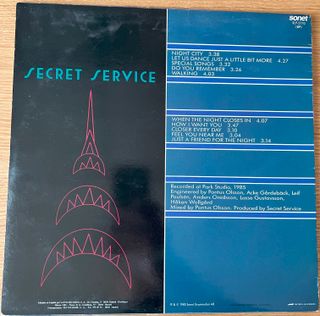 sonet
SECRET SERVICE
NIGHT CITY 3.38
LET US DANCE JUST A LITTLE BIT MORE 4.27
SPECIAL SONGS 3.32
DO YOU REMEMBER 3.26
WALKING 4.03
WHEN THE NIGHT CLOSES IN 4.07
HOW I WANT YOU 3.47
CLOSER EVERY DAY 3.10
FEEL YOU NEAR ME 3.04
JUST A FRIEND FOR THE NIGHT 3.14
Recorded at Park Studio, 1985
Engineered by Pontus Olsson, Acke Gårdebäck, Leif
Paulsén, Anders Oredsson, Lasse Gustavsson,
Håkan Wollgård
Mixed by Pontus Olsson. Produced by Secret Service